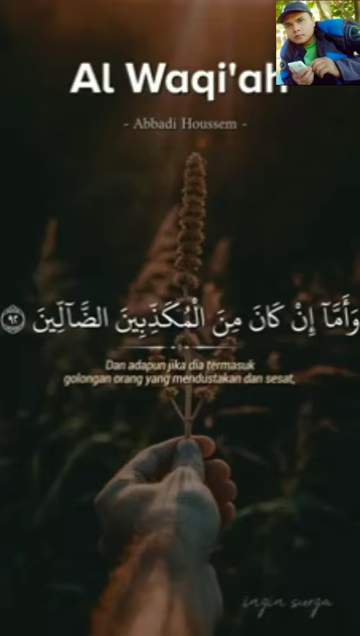 Al Waqi'ah
- Abbadi Houssem -
وَأَمَّآ إِنْ كَانَ مِنَ الْمُكَذِّبِينَ الضَّآلِّينَ ٩٢
Dan adapun jika dia termasuk
golongan orang yang mendustakan dan sesat,
ingin surga